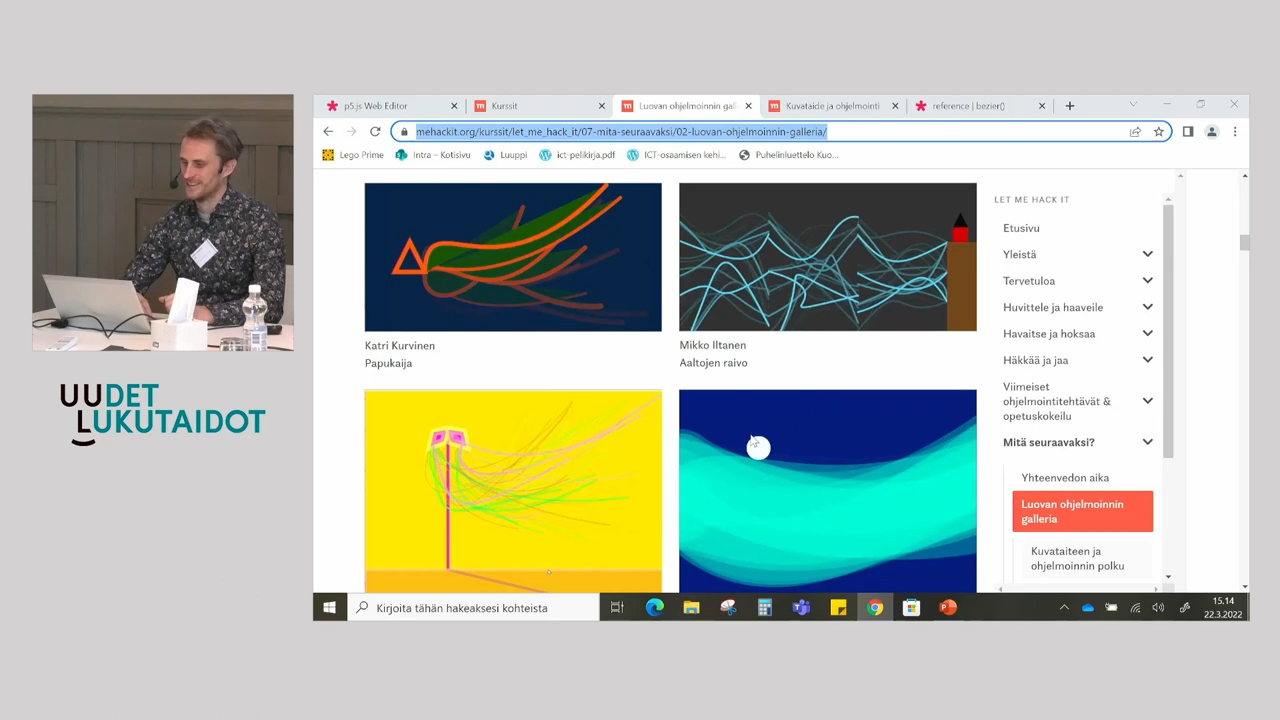 UUDET
LUKUTAIDOT
p5.js Web Editor
Kurssit
Luovan ohjelmoinnin gal
Kuvataide ja ohjelmointi
reference | bezier()
mehackit.org/kurssit/let_me_hack_it/07-mita-seuraavaksi/02-luovan-ohjelmoinnin-galleria/
Lego Prime
Intra – Kotisivu
Luuppi
ict-pelikirja.pdf
ICT-osaamisen kehi...
Puhelinluettelo Kuo...
Katri Kurvinen
Papukaija
Mikko Iltanen
Aaltojen raivo
LET ME HACK IT
Etusivu
Yleistä
Tervetuloa
Huvittele ja haaveile
Havaitse ja hoksaa
Häkkää ja jaa
Viimeiset
ohjelmointitehtävät &
opetuskokeilu
Mitä seuraavaksi?
Yhteenvedon aika
Luovan ohjelmoinnin
galleria
Kuvataiteen ja
ohjelmoinnin polku
Kirjoita tähän hakeaksesi kohteista
15.14
22.3.2022